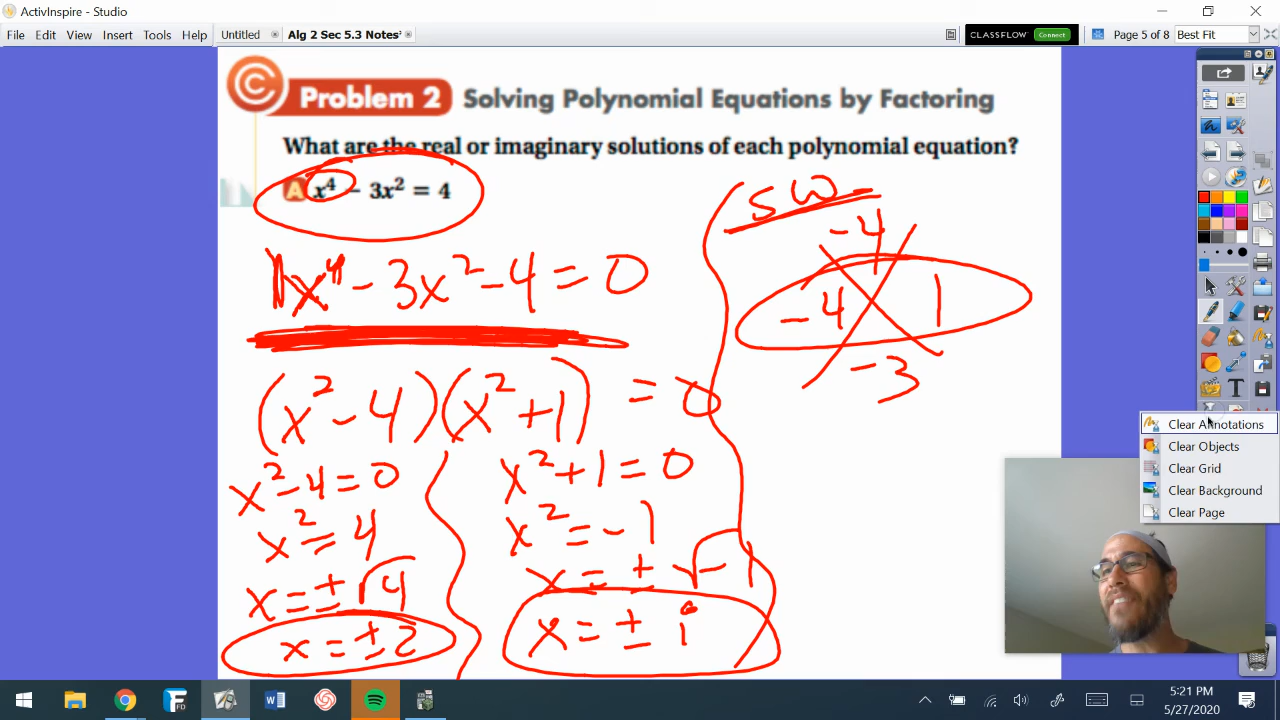 ActivInspire - Studio
File Edit View Insert Tools Help
Untitled
Alg 2 Sec 5.3 Notes*
CLASSFLOW Connect
Page 5 of 8
Best Fit
C
Problem 2 Solving Polynomial Equations by Factoring
What are the real or imaginary solutions of each polynomial equation?
A x⁴ − 3x² = 4
SW
1x⁴ − 3x² − 4 = 0
−4
−4 1
−3
(x² − 4)(x² + 1) = 0
x² − 4 = 0
x² = 4
x = ± √4
x = ± 2
x² + 1 = 0
x² = −1
x = ± √−1
x = ± i
Clear Annotations
Clear Objects
Clear Grid
Clear Background
Clear Page
5:21 PM
5/27/2020